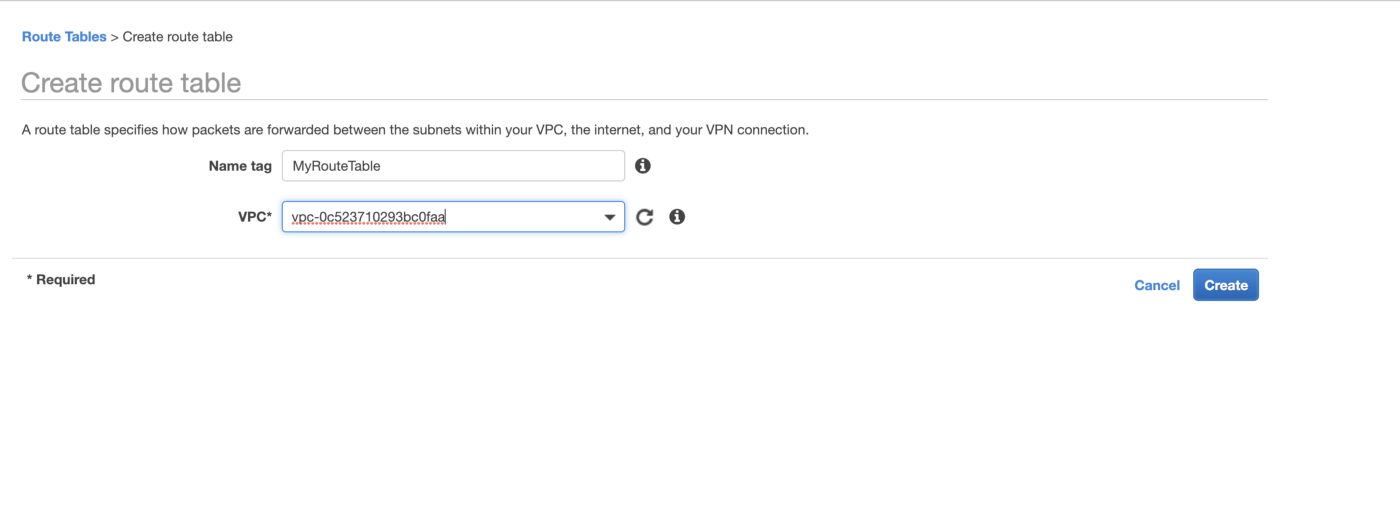 Route Tables > Create route table
Create route table
A route table specifies how packets are forwarded between the subnets within your VPC, the internet, and your VPN connection.
Name tag MyRouteTable
VPC* vpc-0c523710293bc0faa
* Required
Cancel Create